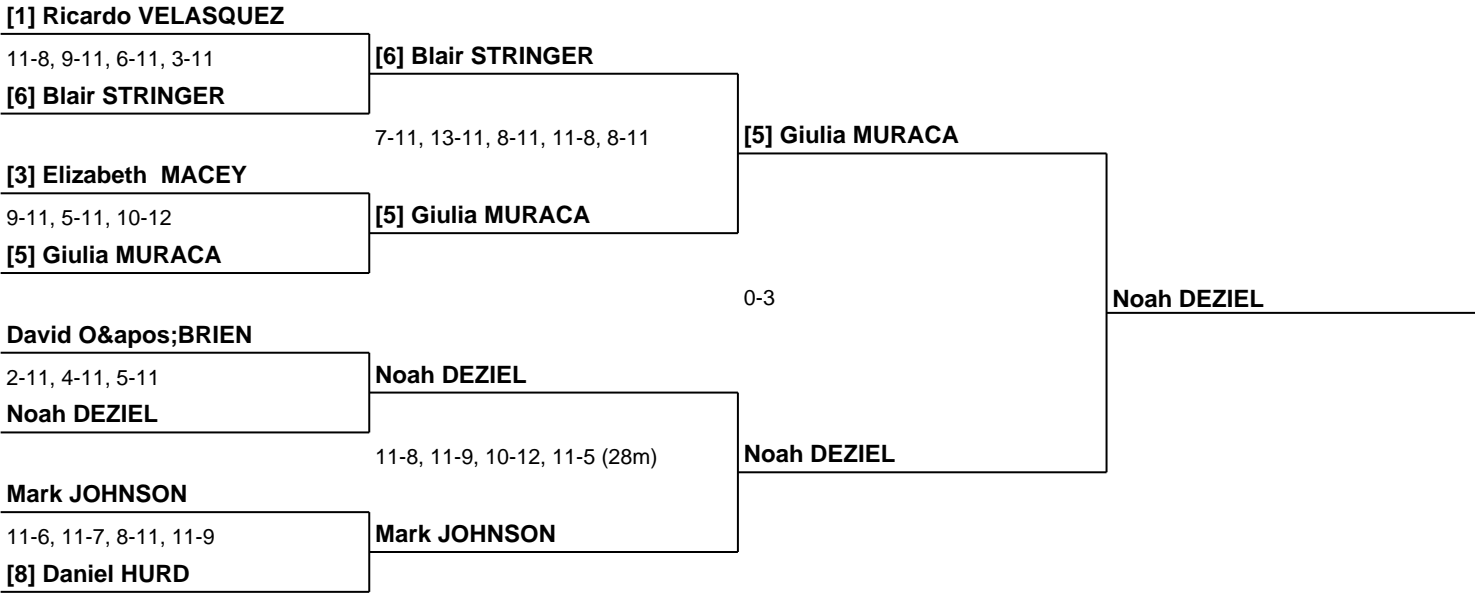 [1] Ricardo VELASQUEZ
11-8, 9-11, 6-11, 3-11
[6] Blair STRINGER
[6] Blair STRINGER
7-11, 13-11, 8-11, 11-8, 8-11
[5] Giulia MURACA
[3] Elizabeth  MACEY
9-11, 5-11, 10-12
[5] Giulia MURACA
[5] Giulia MURACA
0-3
Noah DEZIEL
David O&apos;BRIEN
2-11, 4-11, 5-11
Noah DEZIEL
Noah DEZIEL
11-8, 11-9, 10-12, 11-5 (28m)
Noah DEZIEL
Mark JOHNSON
11-6, 11-7, 8-11, 11-9
Mark JOHNSON
[8] Daniel HURD